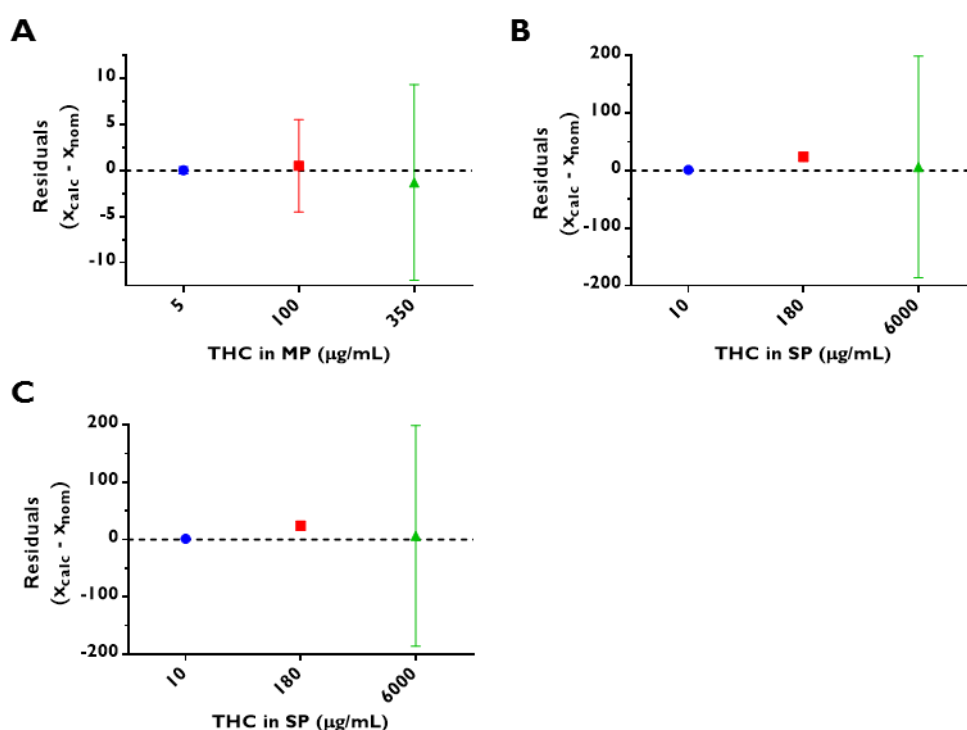 A
Residuals
(xcalc - xnom)
10
5
0
-5
-10
5
100
350
THC in MP (µg/mL)
B
Residuals
(xcalc - xnom)
200
100
0
-100
-200
10
180
6000
THC in SP (µg/mL)
C
Residuals
(xcalc - xnom)
200
100
0
-100
-200
10
180
6000
THC in SP (µg/mL)